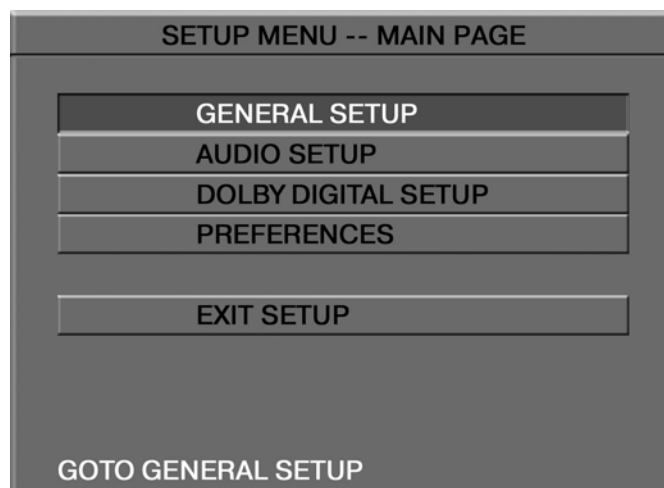 SETUP MENU -- MAIN PAGE
GENERAL SETUP
AUDIO SETUP
DOLBY DIGITAL SETUP
PREFERENCES
EXIT SETUP
GOTO GENERAL SETUP